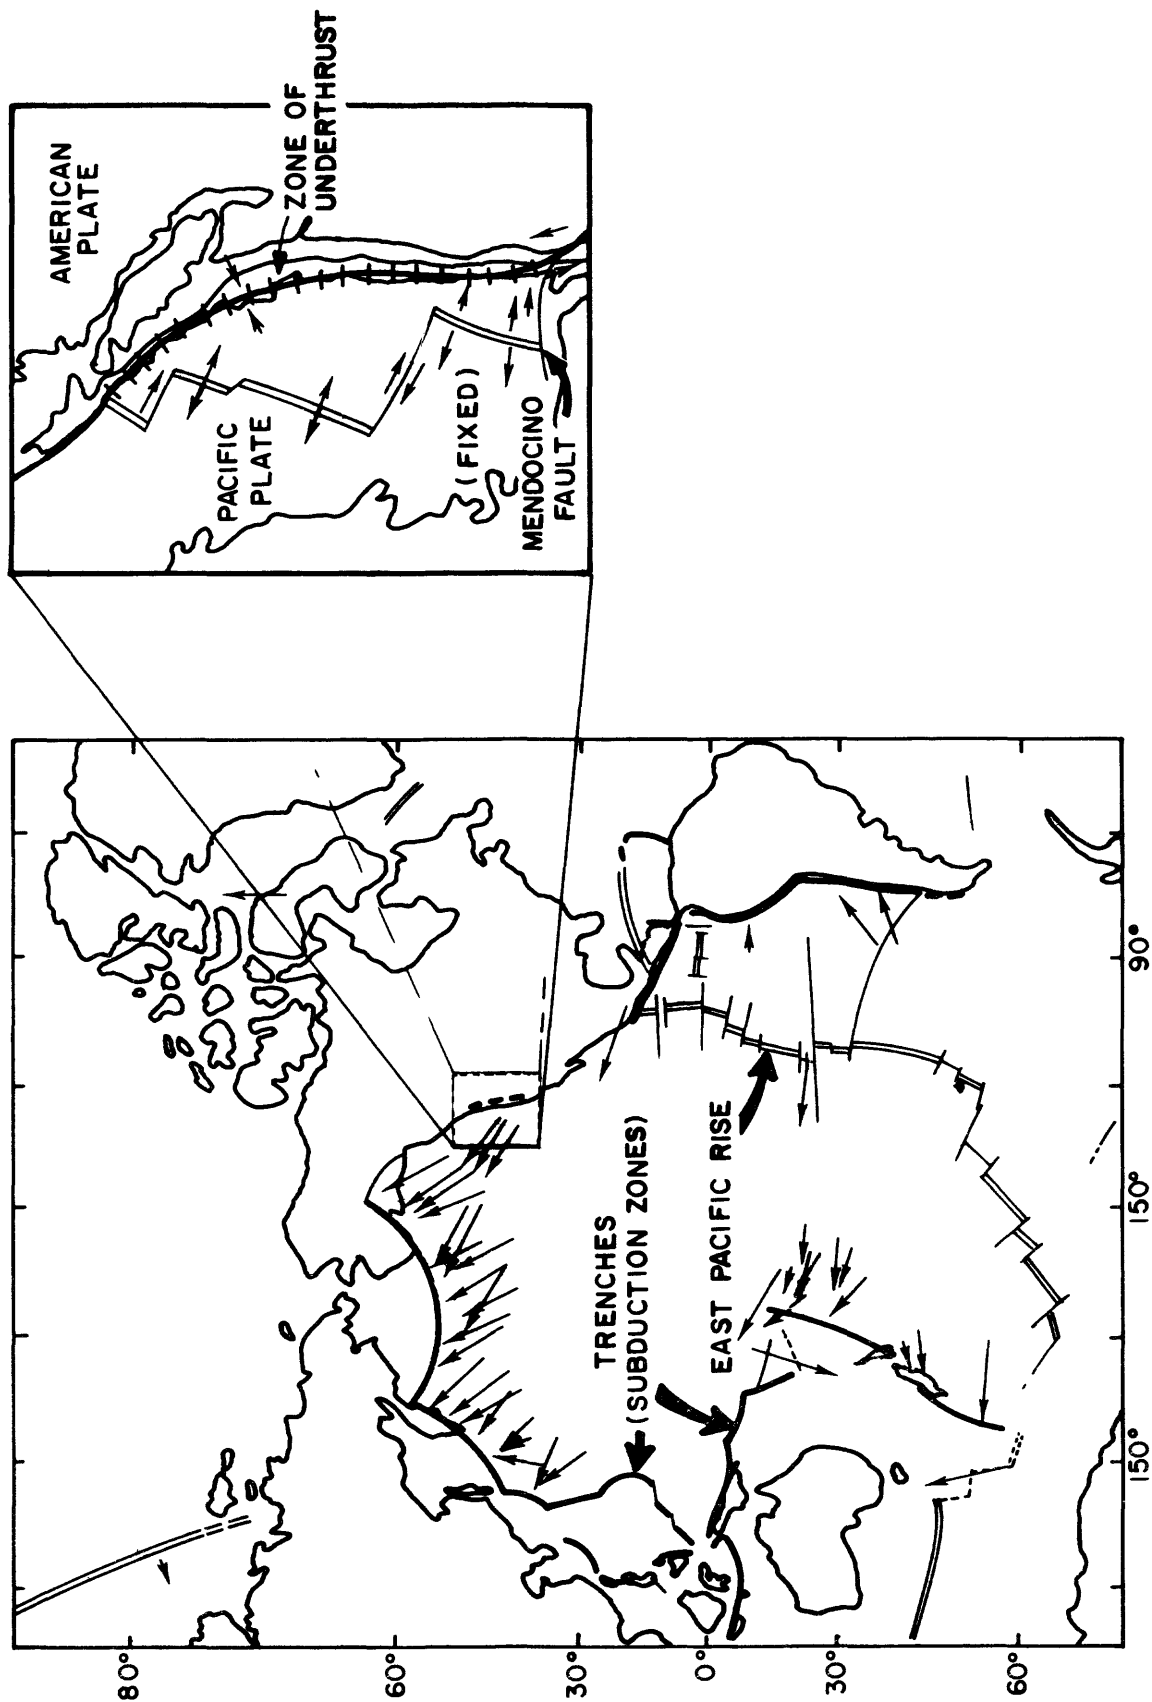 AMERICAN
PLATE
ZONE OF
UNDERTHRUST
PACIFIC
PLATE
(FIXED)
MENDOCINO
FAULT
TRENCHES
(SUBDUCTION ZONES)
EAST PACIFIC RISE
80°
60°
30°
0°
30°
60°
150°
150°
90°